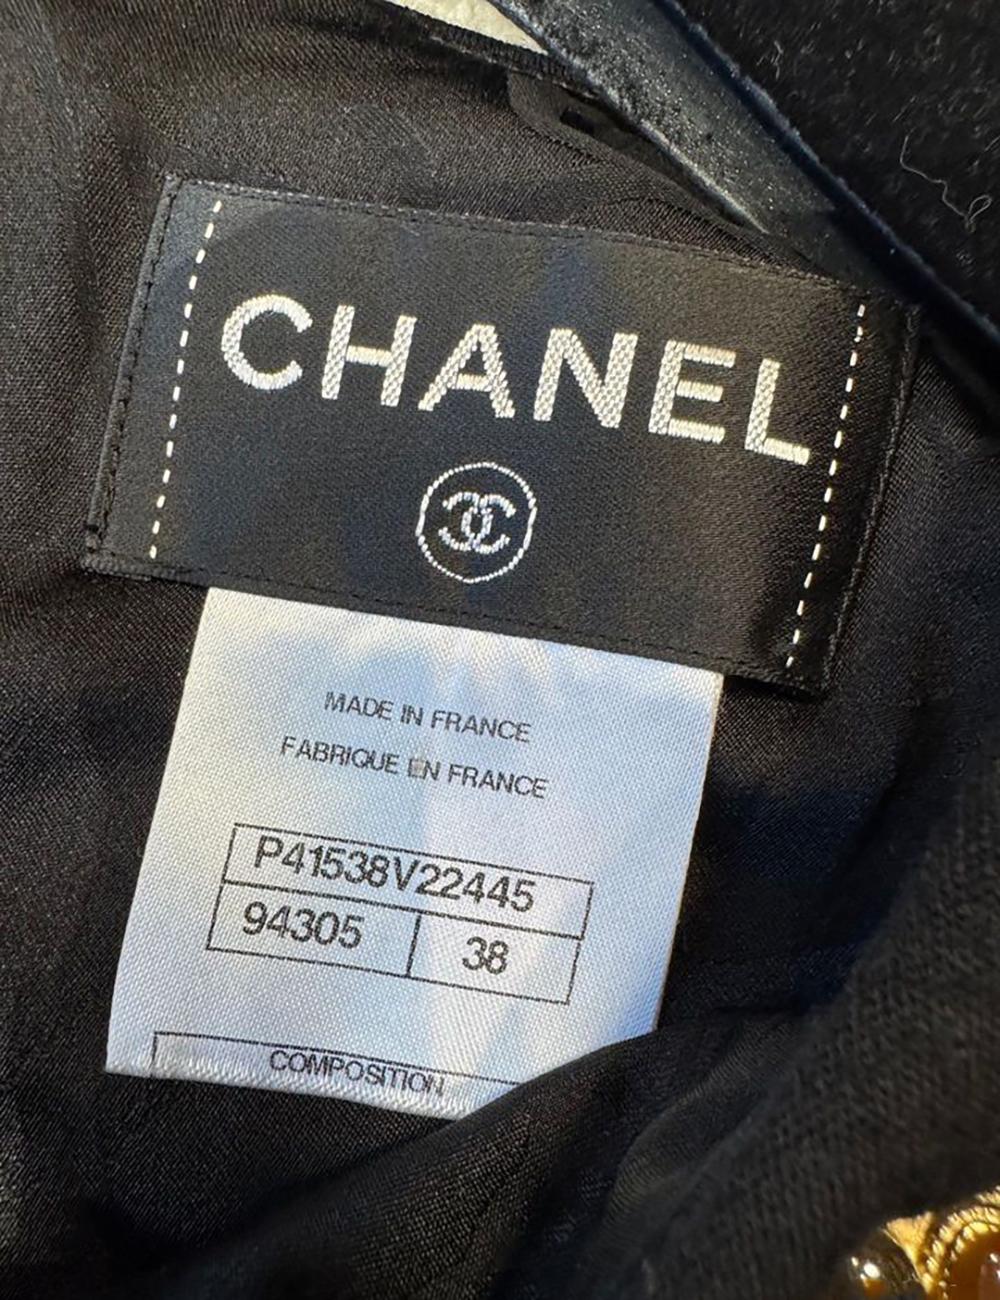 CHANEL
MADE IN FRANCE
FABRIQUE EN FRANCE
P41538V22445
94305 38
COMPOSITION